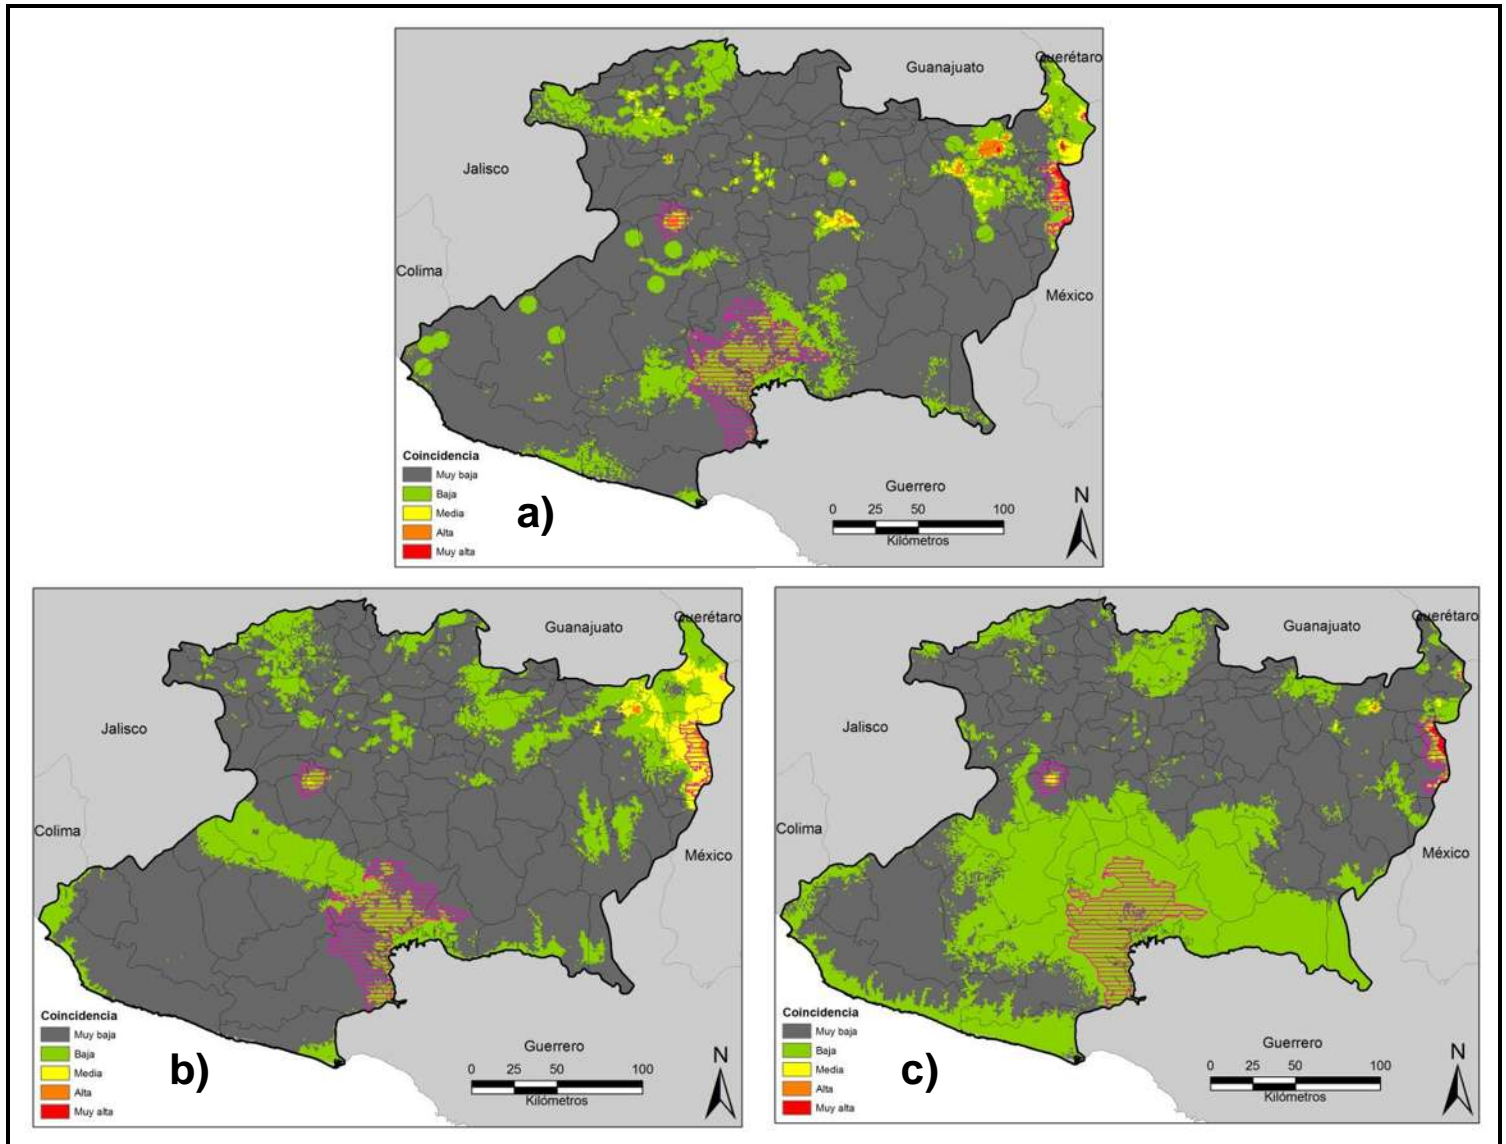 Querétaro
Guanajuato
Jalisco
Colima
México
Coincidencia
Muy baja
Baja
Media
Alta
Muy alta
a)
Guerrero
0 25 50 100
Kilómetros
N
Querétaro
Guanajuato
Jalisco
Colima
México
Coincidencia
Muy baja
Baja
Media
Alta
Muy alta
b)
Guerrero
0 25 50 100
Kilómetros
N
Querétaro
Guanajuato
Jalisco
Colima
México
Coincidencia
Muy baja
Baja
Media
Alta
Muy alta
c)
Guerrero
0 25 50 100
Kilómetros
N